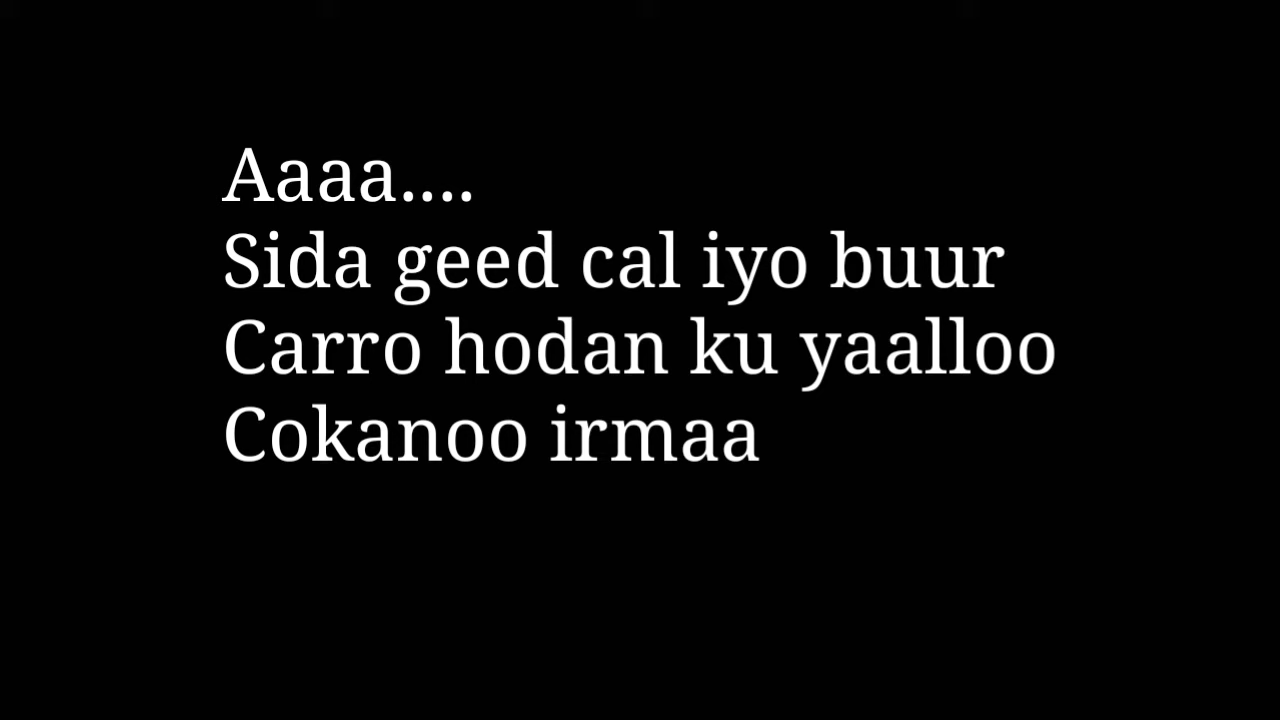 Aaaa....
Sida geed cal iyo buur
Carro hodan ku yaalloo
Cokanoo irmaa